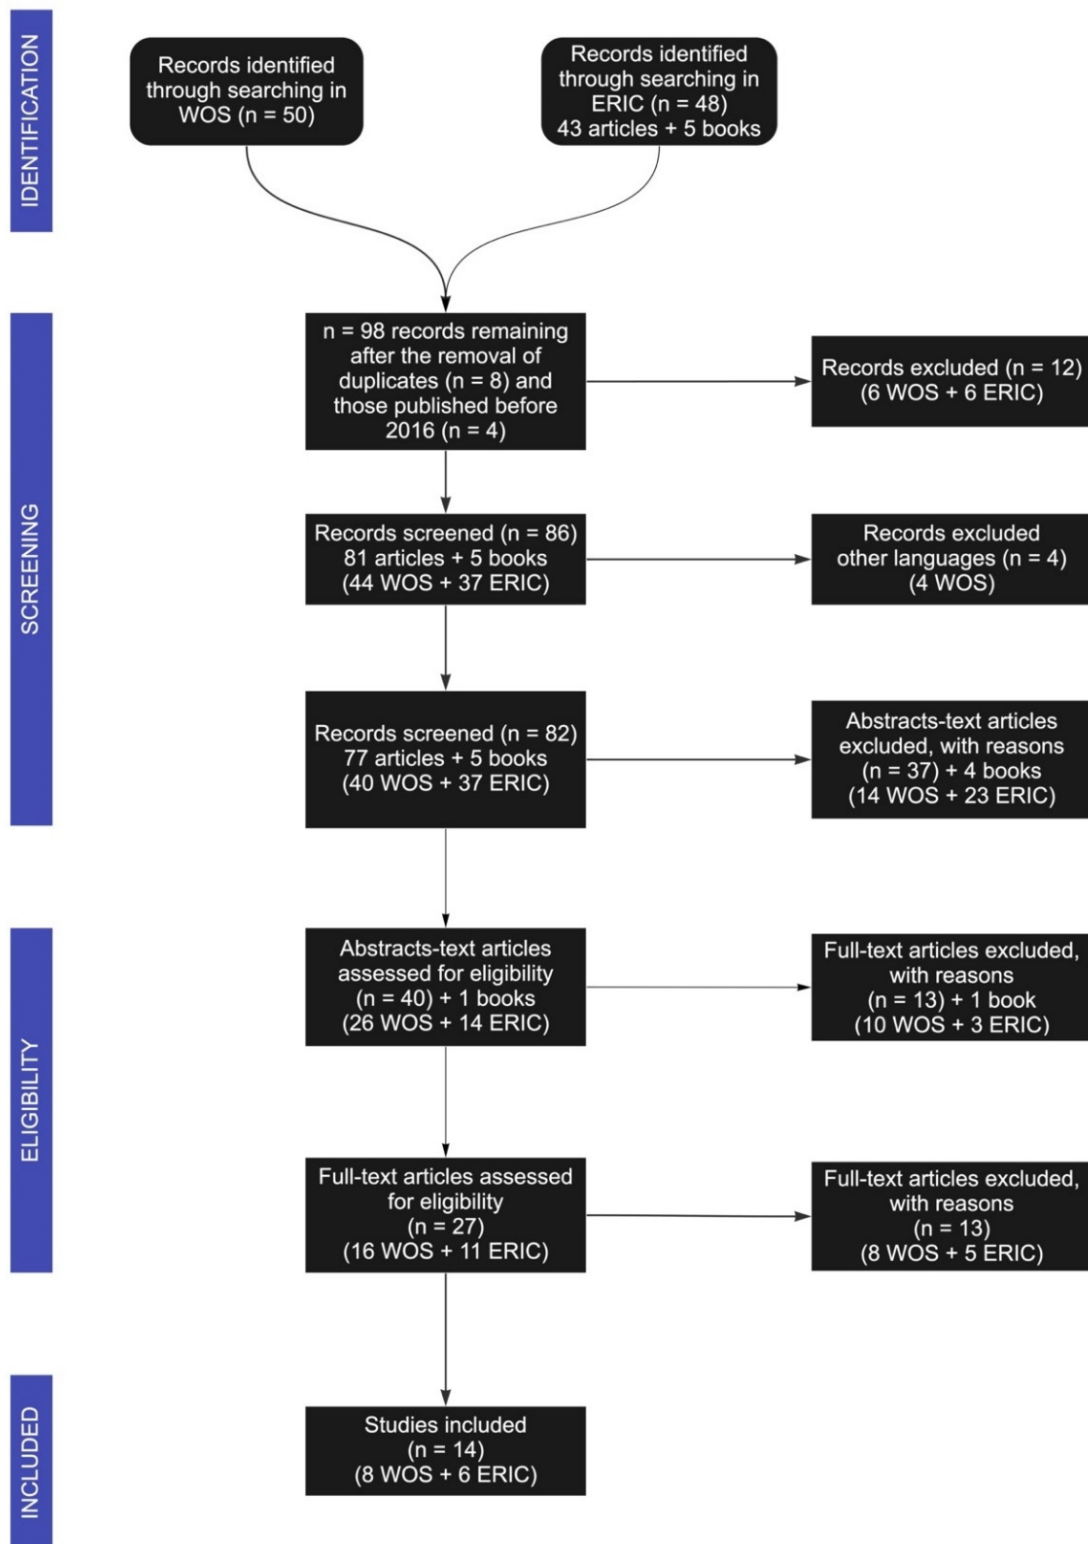 IDENTIFICATION
Records identified
through searching in
WOS (n = 50)
Records identified
through searching in
ERIC (n = 48)
43 articles + 5 books
SCREENING
n = 98 records remaining
after the removal of
duplicates (n = 8) and
those published before
2016 (n = 4)
Records excluded (n = 12)
(6 WOS + 6 ERIC)
Records screened (n = 86)
81 articles + 5 books
(44 WOS + 37 ERIC)
Records excluded
other languages (n = 4)
(4 WOS)
Records screened (n = 82)
77 articles + 5 books
(40 WOS + 37 ERIC)
Abstracts-text articles
excluded, with reasons
(n = 37) + 4 books
(14 WOS + 23 ERIC)
ELIGIBILITY
Abstracts-text articles
assessed for eligibility
(n = 40) + 1 books
(26 WOS + 14 ERIC)
Full-text articles excluded,
with reasons
(n = 13) + 1 book
(10 WOS + 3 ERIC)
Full-text articles assessed
for eligibility
(n = 27)
(16 WOS + 11 ERIC)
Full-text articles excluded,
with reasons
(n = 13)
(8 WOS + 5 ERIC)
INCLUDED
Studies included
(n = 14)
(8 WOS + 6 ERIC)